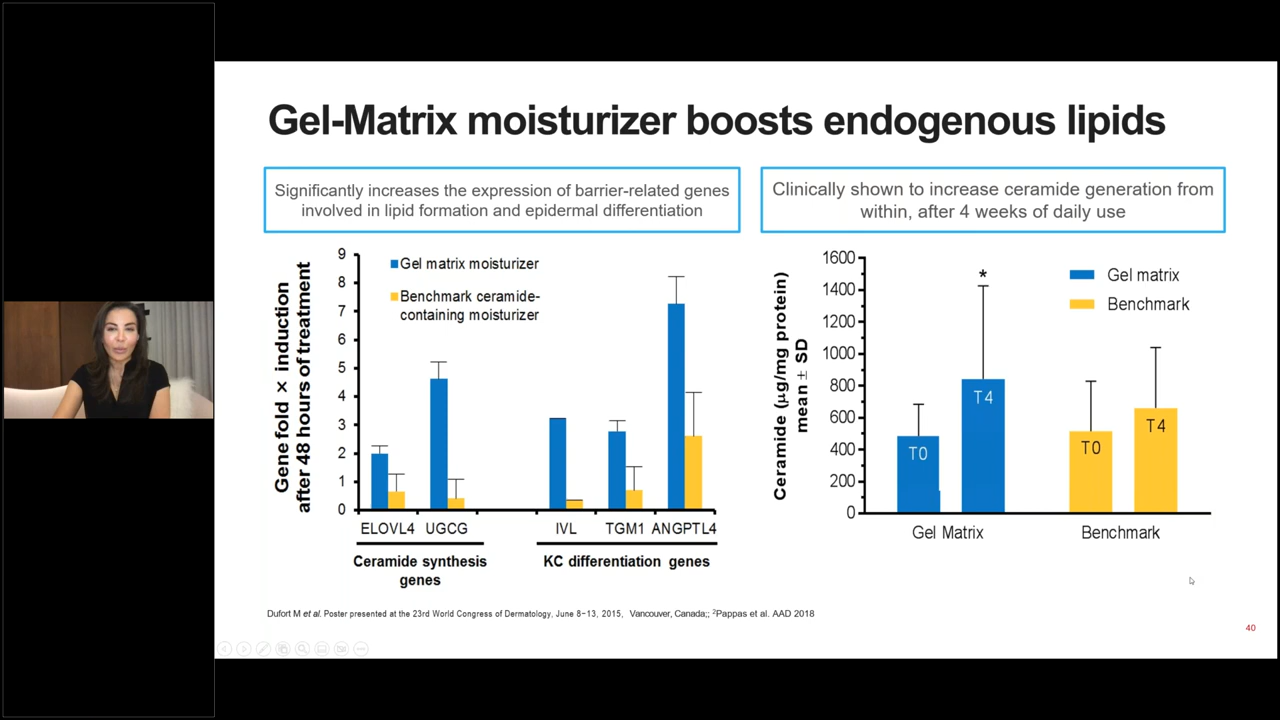 Gel-Matrix moisturizer boosts endogenous lipids
Significantly increases the expression of barrier-related genes
involved in lipid formation and epidermal differentiation
Clinically shown to increase ceramide generation from
within, after 4 weeks of daily use
Gene fold × induction
after 48 hours of treatment
9
8
7
6
5
4
3
2
1
0
Gel matrix moisturizer
Benchmark ceramide-
containing moisturizer
ELOVL4 UGCG IVL TGM1 ANGPTL4
Ceramide synthesis
genes
KC differentiation genes
Ceramide (µg/mg protein)
mean ± SD
1600
1400
1200
1000
800
600
400
200
0
*
Gel matrix
Benchmark
T0
T4
T0
T4
Gel Matrix
Benchmark
Dufort M et al. Poster presented at the 23rd World Congress of Dermatology, June 8–13, 2015, Vancouver, Canada;; ²Pappas et al. AAD 2018
40